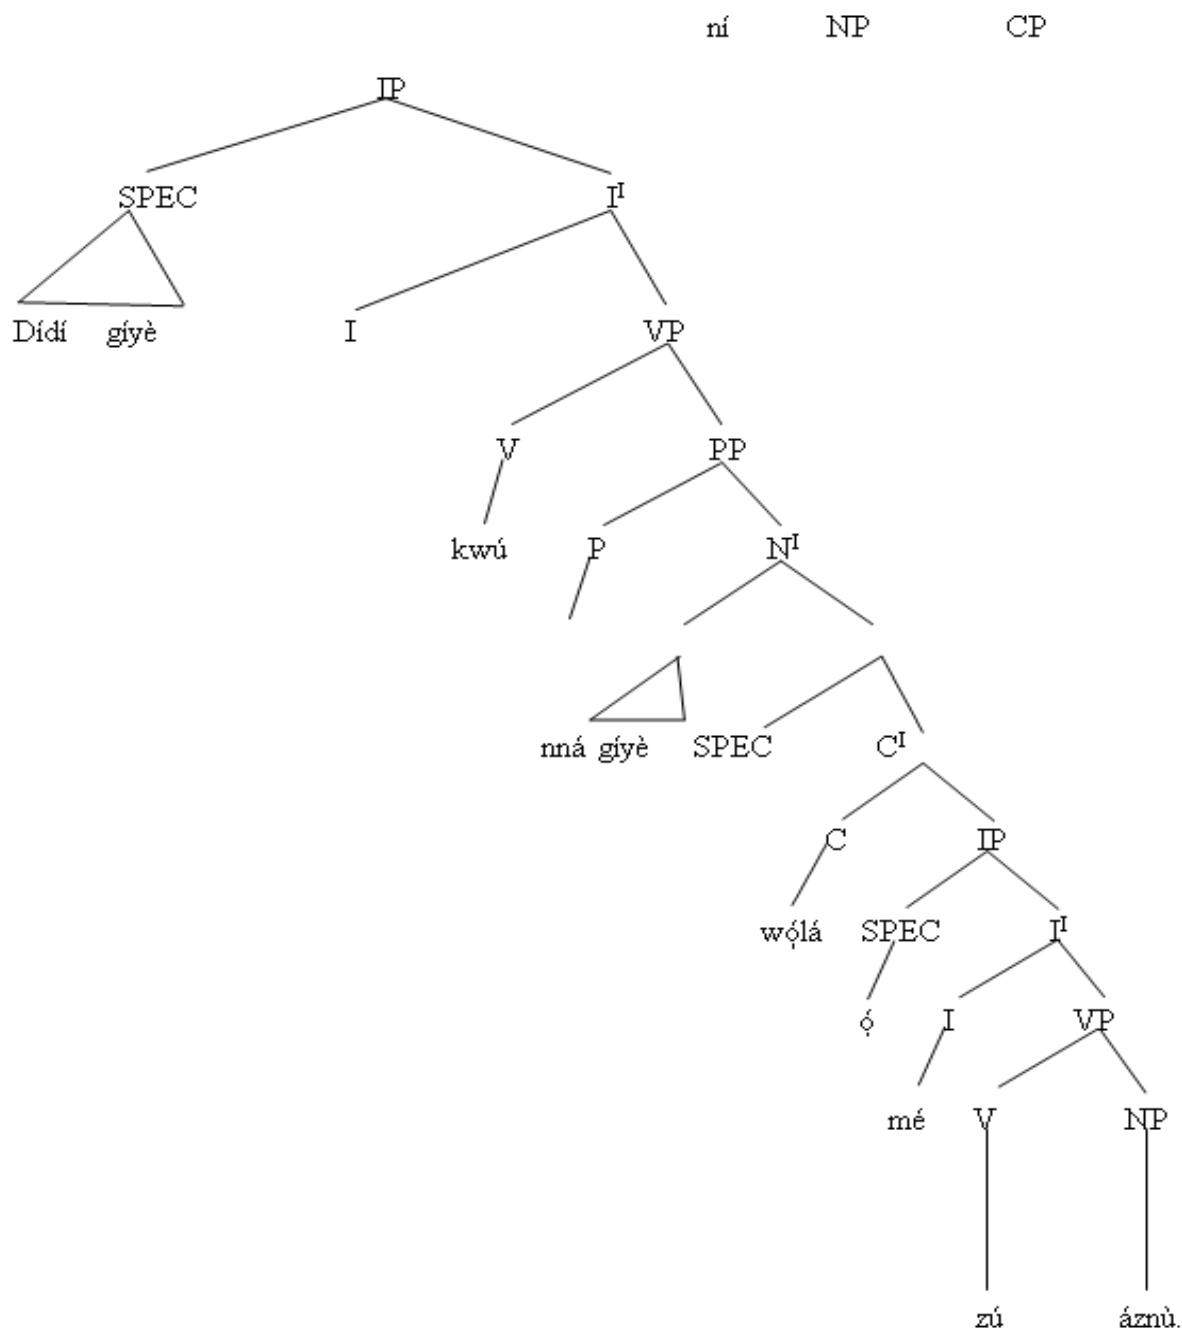 ní NP CP
IP
SPEC Iᴵ
Dídí gíyè I VP
V PP
kwú P Nᴵ
nná gíyè SPEC Cᴵ
C IP
wọ́lá SPEC Iᴵ
ọ́ I VP
mé V NP
zú áznù.